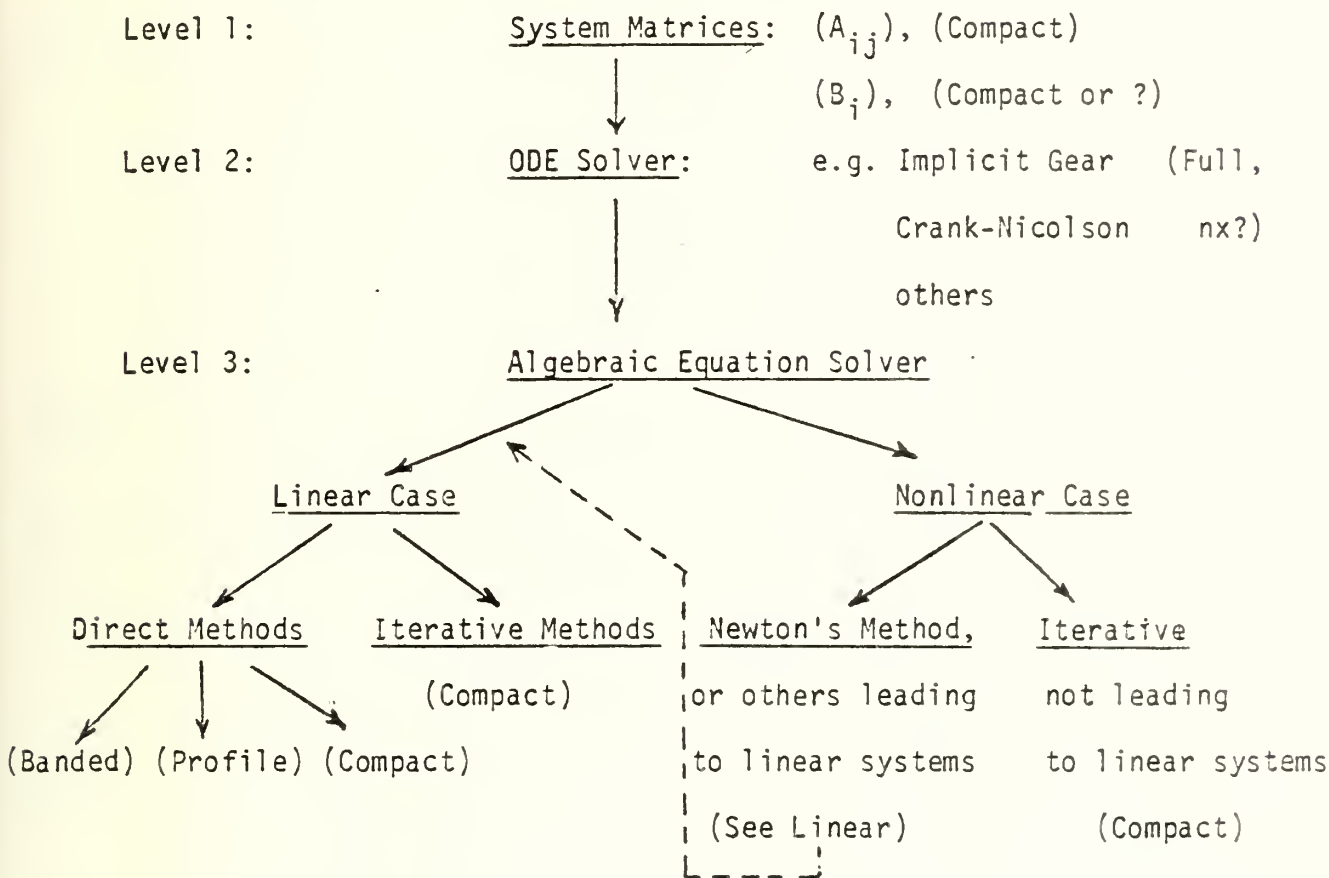 Level 1: System Matrices: (A_ij), (Compact)
(B_i), (Compact or ?)
Level 2: ODE Solver: e.g. Implicit Gear (Full,
Crank-Nicolson nx?)
others
Level 3: Algebraic Equation Solver
Linear Case Nonlinear Case
Direct Methods Iterative Methods Newton's Method, Iterative
(Compact) or others leading not leading
(Banded) (Profile) (Compact) to linear systems to linear systems
(See Linear) (Compact)